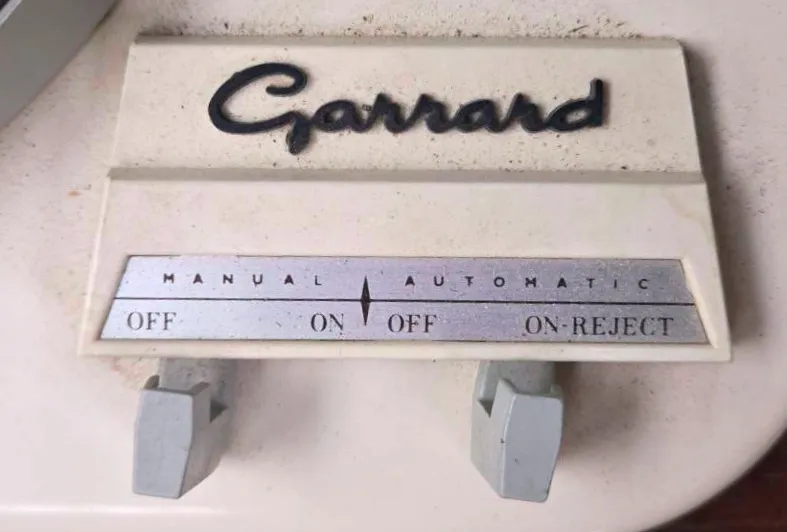 Garrard
MANUAL AUTOMATIC
OFF ON OFF ON-REJECT